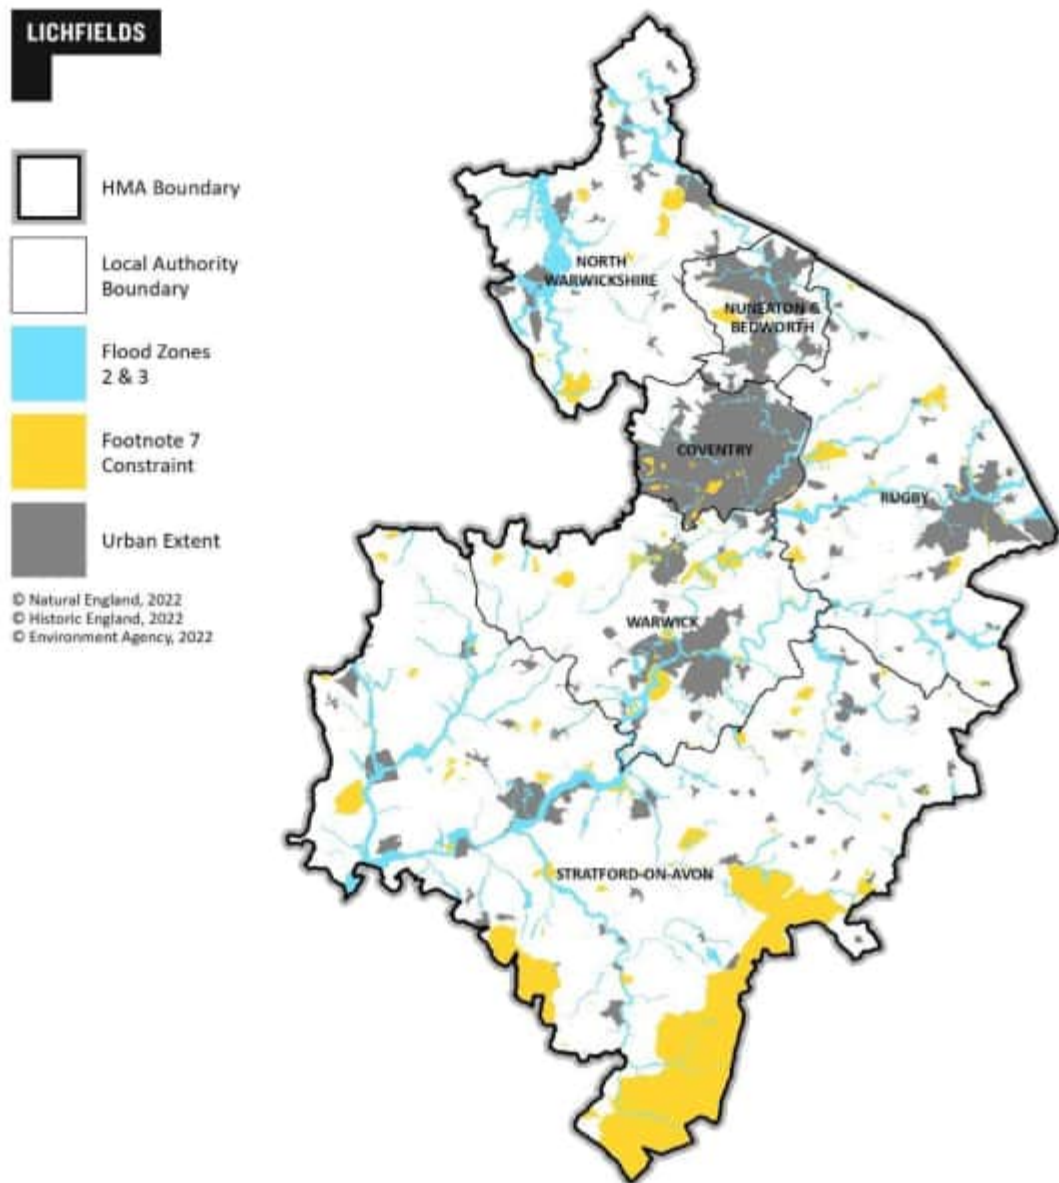 LICHFIELDS
HMA Boundary
Local Authority
Boundary
Flood Zones
2 & 3
Footnote 7
Constraint
Urban Extent
© Natural England, 2022
© Historic England, 2022
© Environment Agency, 2022
NORTH
WARWICKSHIRE
NUNEATON &
BEDWORTH
COVENTRY
RUGBY
WARWICK
STRATFORD-ON-AVON